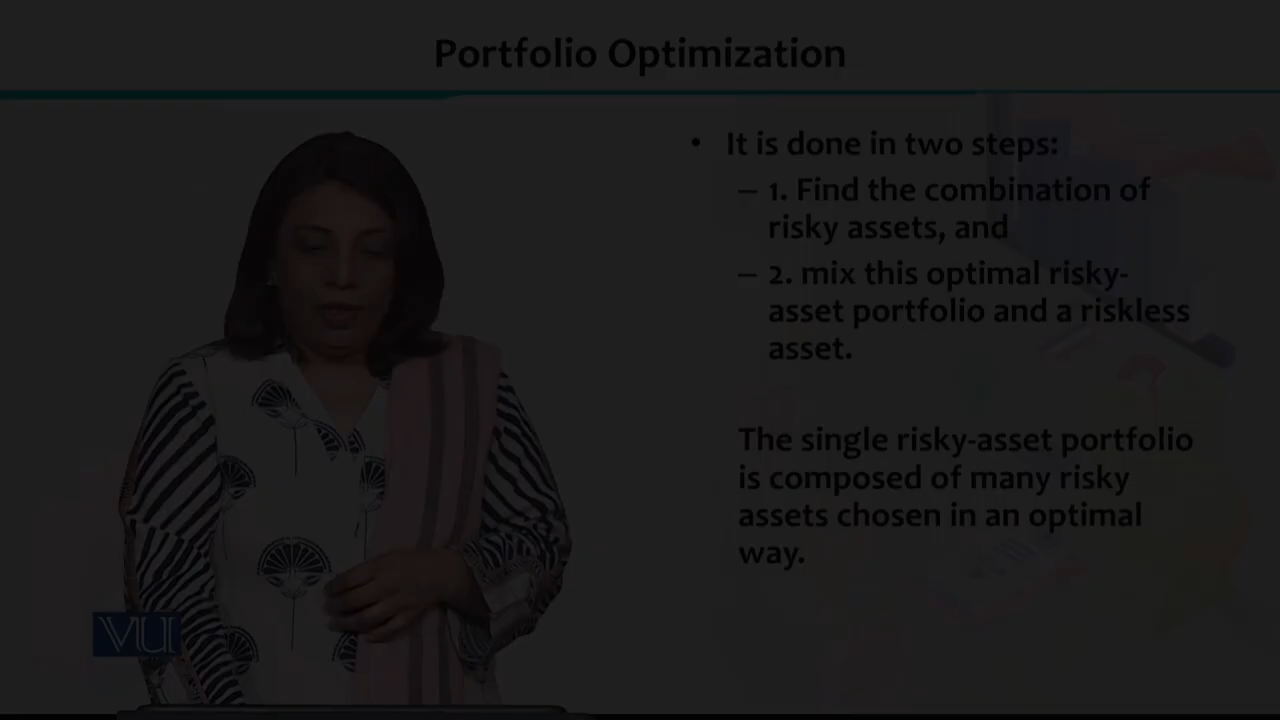 Portfolio Optimization
• It is done in two steps:
– 1. Find the combination of
risky assets, and
– 2. mix this optimal risky-
asset portfolio and a riskless
asset.
The single risky-asset portfolio
is composed of many risky
assets chosen in an optimal
way.
VU